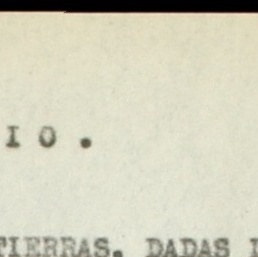 I O .
TIERRAS. DADAS